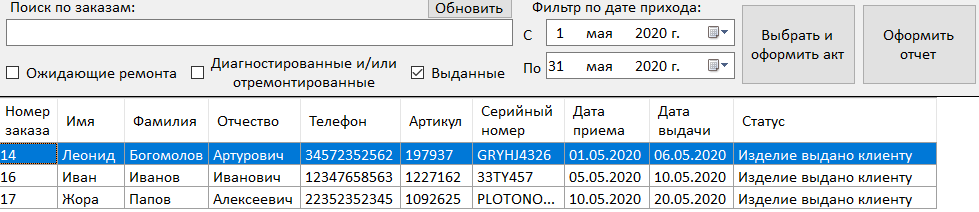 Поиск по заказам:
Обновить
Фильтр по дате прихода:
С 1 мая 2020 г.
По 31 мая 2020 г.
Выбрать и
оформить акт
Оформить
отчет
Ожидающие ремонта
Диагностированные и/или
отремонтированные
Выданные
Номер заказа Имя Фамилия Отчество Телефон Артикул Серийный номер Дата приема Дата выдачи Статус
14 Леонид Богомолов Артурович 34572352562 197937 GRYHJ4326 01.05.2020 06.05.2020 Изделие выдано клиенту
16 Иван Иванов Иванович 12347658563 1227162 33TY457 05.05.2020 10.05.2020 Изделие выдано клиенту
17 Жора Папов Алексеевич 22352352345 1092625 PLOTONO... 10.05.2020 20.05.2020 Изделие выдано клиенту